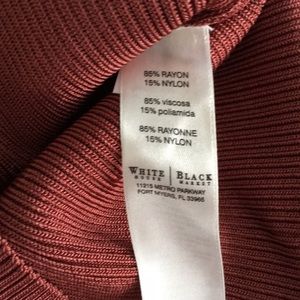 85% RAYON
15% NYLON
85% viscosa
15% poliamida
85% RAYONNE
15% NYLON
WHITE HOUSE | BLACK MARKET
11215 METRO PARKWAY
FORT MYERS, FL 33966